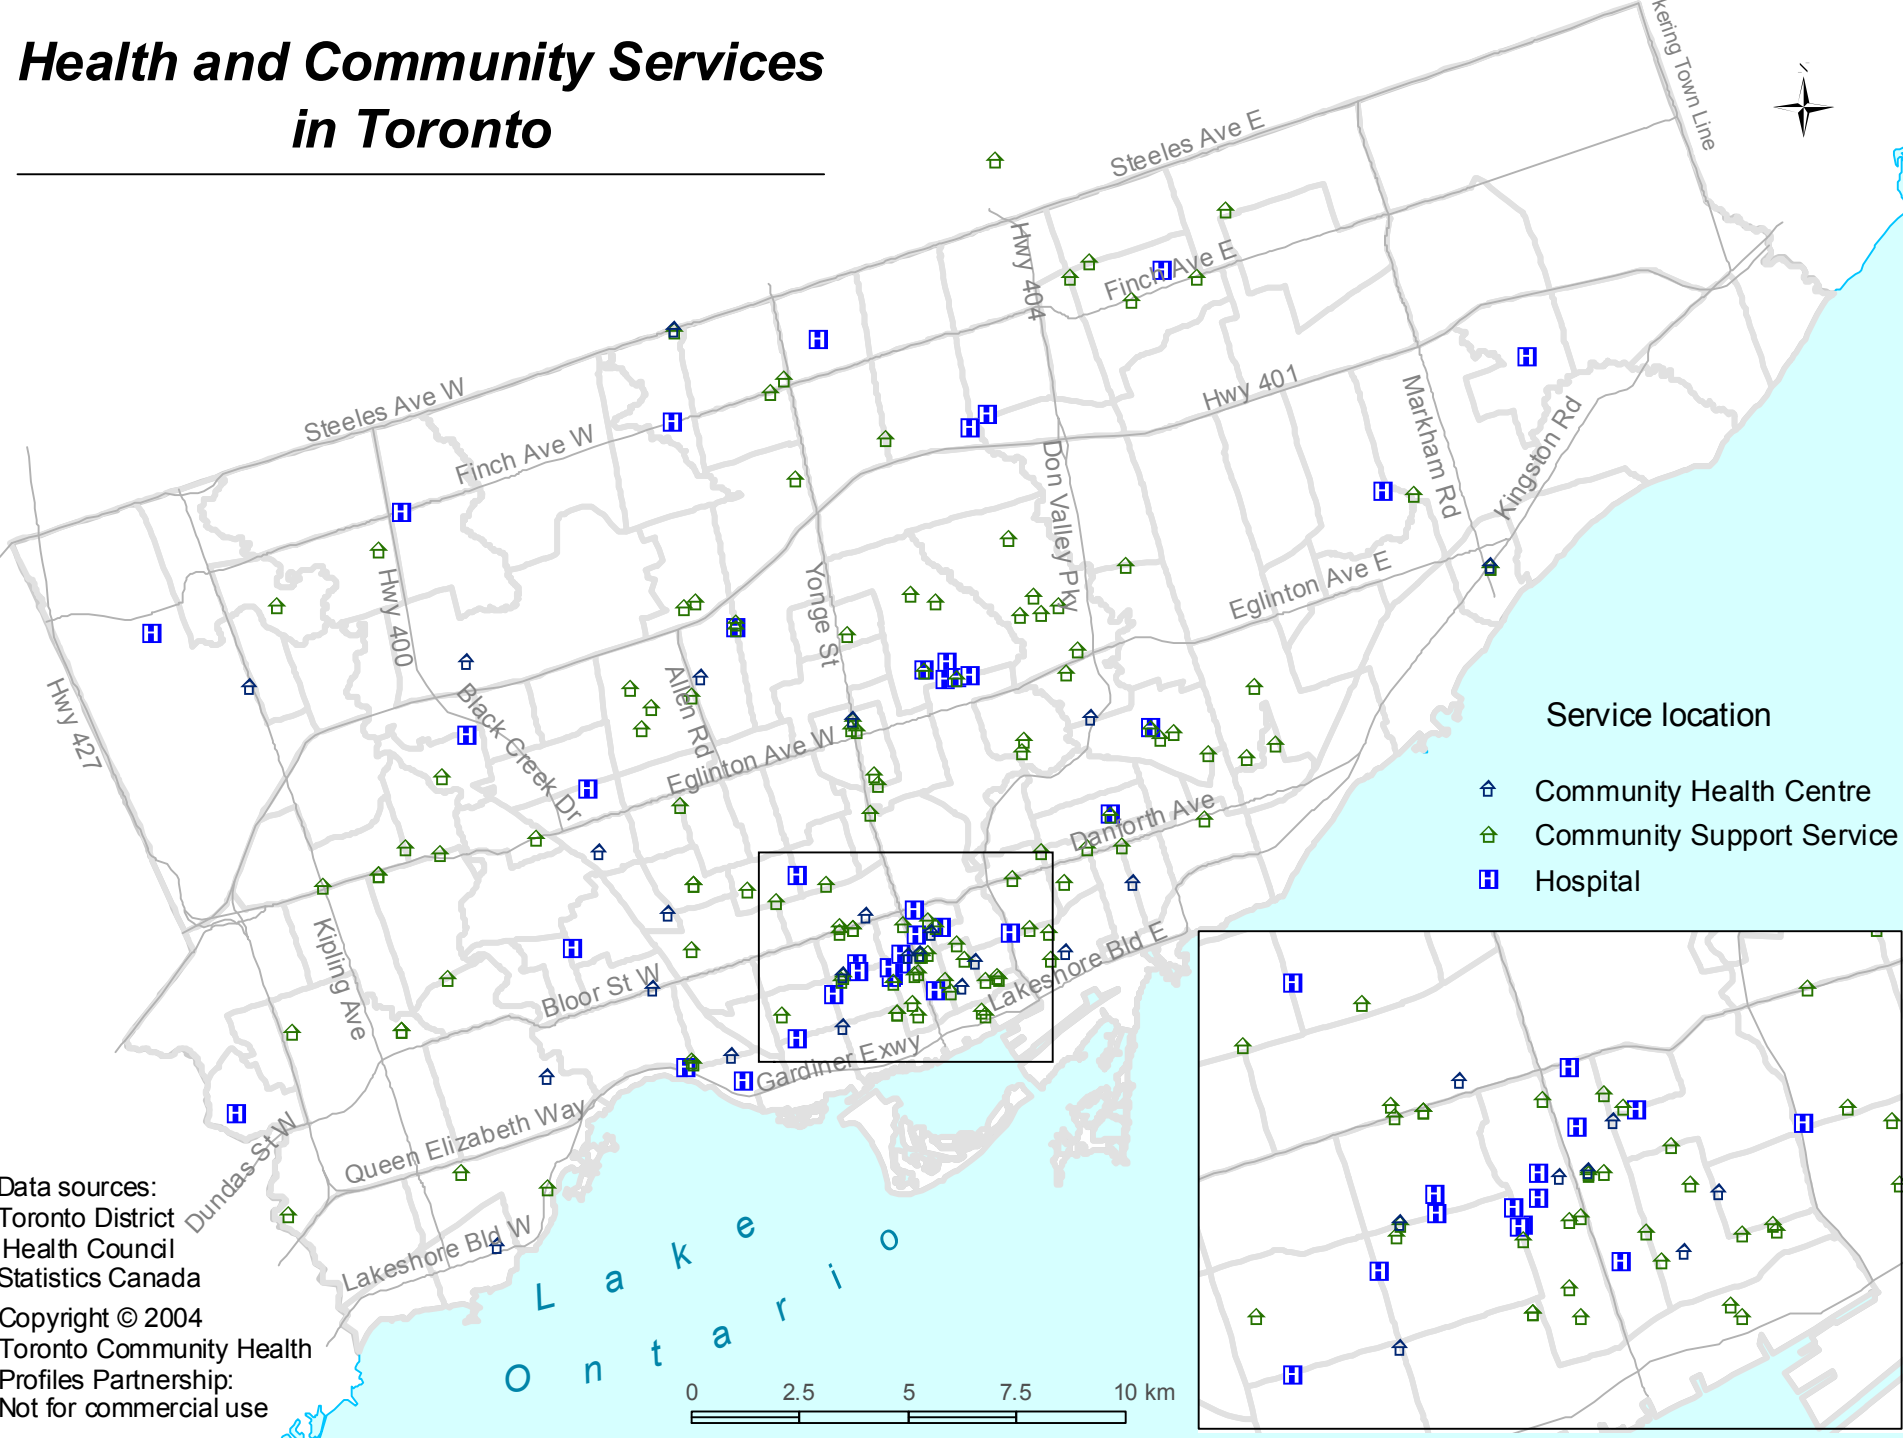 Health and Community Services
in Toronto
kering Town Line
Steeles Ave E
Hwy 404
Finch Ave E
Steeles Ave W
Finch Ave W
Hwy 401
Don Valley Pky
Markham Rd
Kingston Rd
Hwy 400
Yonge St
Eglinton Ave E
Hwy 427
Black Creek Dr
Allen Rd
Eglinton Ave W
Danforth Ave
Kipling Ave
Bloor St W
Lakeshore Bld E
Gardiner Exwy
Queen Elizabeth Way
Dundas St W
Lakeshore Bld W
Lake
Ontario
Service location
Community Health Centre
Community Support Service
H Hospital
Data sources:
Toronto District
Health Council
Statistics Canada
Copyright © 2004
Toronto Community Health
Profiles Partnership:
Not for commercial use
0 2.5 5 7.5 10 km
N